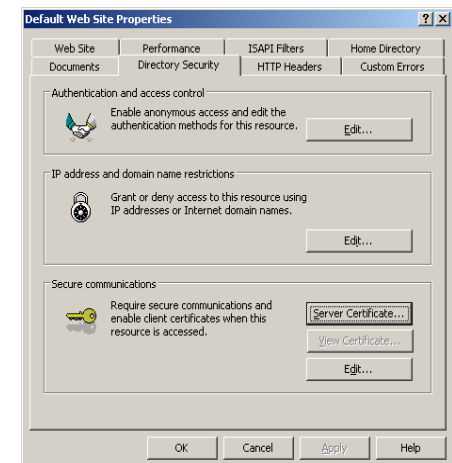 Default Web Site Properties
Web Site Performance ISAPI Filters Home Directory
Documents Directory Security HTTP Headers Custom Errors
Authentication and access control
Enable anonymous access and edit the
authentication methods for this resource.
Edit...
IP address and domain name restrictions
Grant or deny access to this resource using
IP addresses or Internet domain names.
Edit...
Secure communications
Require secure communications and
enable client certificates when this
resource is accessed.
Server Certificate...
View Certificate...
Edit...
OK Cancel Apply Help